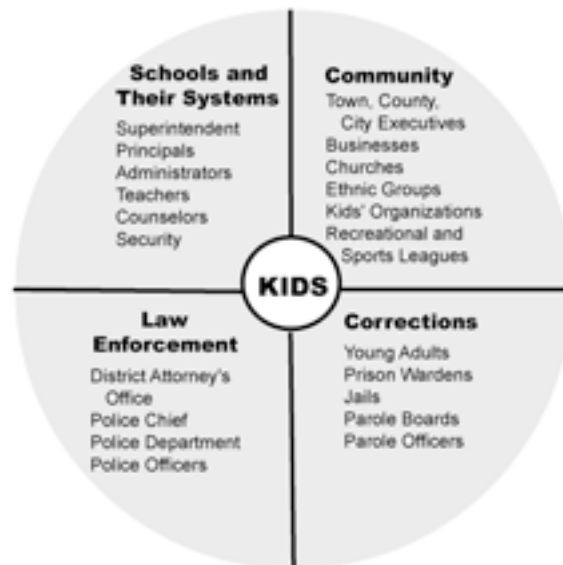 Schools and
Their Systems
Superintendent
Principals
Administrators
Teachers
Counselors
Security
Community
Town, County,
City Executives
Businesses
Churches
Ethnic Groups
Kids' Organizations
Recreational and
Sports Leagues
KIDS
Law
Enforcement
District Attorney's
Office
Police Chief
Police Department
Police Officers
Corrections
Young Adults
Prison Wardens
Jails
Parole Boards
Parole Officers